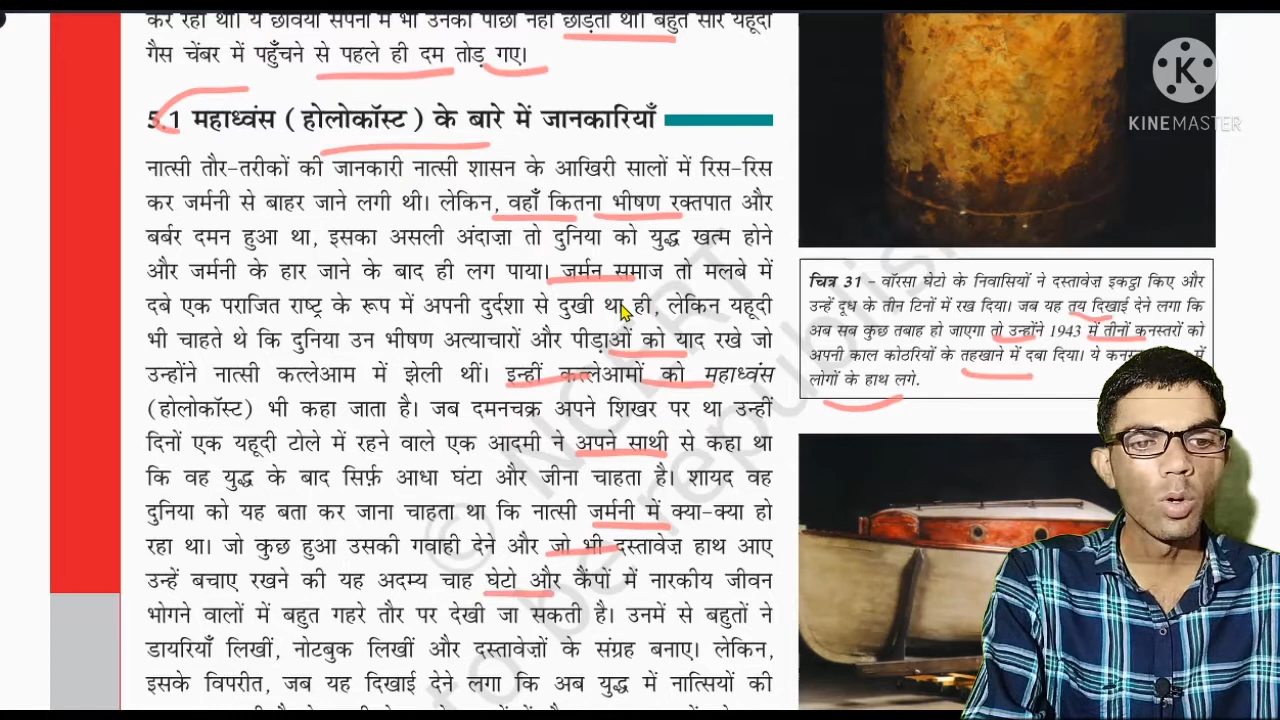 कर रहा था। ये छवियाँ सपनों में भी उनका पीछा नहीं छोड़ती थीं। बहुत सारे यहूदी
गैस चेंबर में पहुँचने से पहले ही दम तोड़ गए।
5.1 महाध्वंस (होलोकॉस्ट) के बारे में जानकारियाँ
नात्सी तौर-तरीकों की जानकारी नात्सी शासन के आखिरी सालों में रिस-रिस
कर जर्मनी से बाहर जाने लगी थी। लेकिन, वहाँ कितना भीषण रक्तपात और
बर्बर दमन हुआ था, इसका असली अंदाज़ा तो दुनिया को युद्ध खत्म होने
और जर्मनी के हार जाने के बाद ही लग पाया। जर्मन समाज तो मलबे में
दबे एक पराजित राष्ट्र के रूप में अपनी दुर्दशा से दुखी था ही, लेकिन यहूदी
भी चाहते थे कि दुनिया उन भीषण अत्याचारों और पीड़ाओं को याद रखे जो
उन्होंने नात्सी कत्लेआम में झेली थीं। इन्हीं कत्लेआमों को महाध्वंस
(होलोकॉस्ट) भी कहा जाता है। जब दमनचक्र अपने शिखर पर था उन्हीं
दिनों एक यहूदी टोले में रहने वाले एक आदमी ने अपने साथी से कहा था
कि वह युद्ध के बाद सिर्फ़ आधा घंटा और जीना चाहता है। शायद वह
दुनिया को यह बता कर जाना चाहता था कि नात्सी जर्मनी में क्या-क्या हो
रहा था। जो कुछ हुआ उसकी गवाही देने और जो भी दस्तावेज़ हाथ आए
उन्हें बचाए रखने की यह अदम्य चाह घेटो और कैंपों में नारकीय जीवन
भोगने वालों में बहुत गहरे तौर पर देखी जा सकती है। उनमें से बहुतों ने
डायरियाँ लिखीं, नोटबुक लिखीं और दस्तावेज़ों के संग्रह बनाए। लेकिन,
इसके विपरीत, जब यह दिखाई देने लगा कि अब युद्ध में नात्सियों की
K
KINEMASTER
चित्र 31 – वॉरसा घेटो के निवासियों ने दस्तावेज़ इकट्ठा किए और
उन्हें दूध के तीन टिनों में रख दिया। जब यह तय दिखाई देने लगा कि
अब सब कुछ तबाह हो जाएगा तो उन्होंने 1943 में तीनों कनस्तरों को
अपनी काल कोठरियों के तहखाने में दबा दिया। ये में
लोगों के हाथ लगे.
© NCERT
be republished